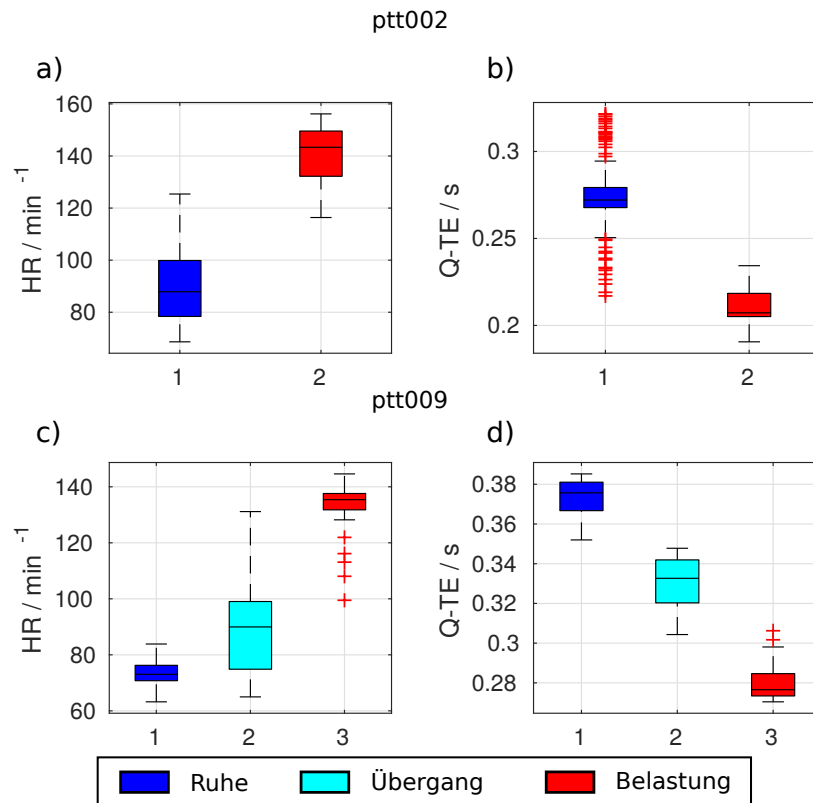 ptt002
a)
HR / min -1
160
140
120
100
80
1 2
b)
Q-TE / s
0.3
0.25
0.2
1 2
ptt009
c)
HR / min -1
140
120
100
80
60
1 2 3
d)
Q-TE / s
0.38
0.36
0.34
0.32
0.3
0.28
1 2 3
Ruhe Übergang Belastung